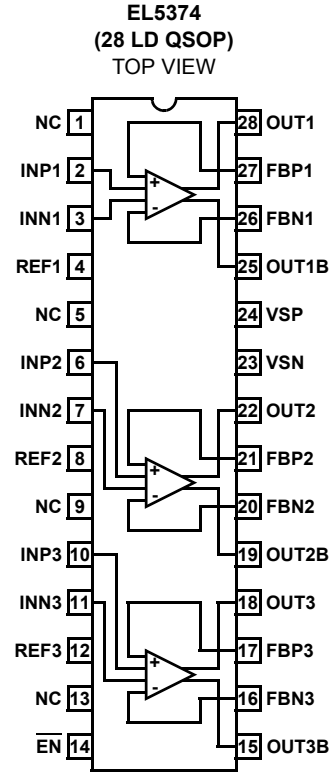 EL5374
(28 LD QSOP)
TOP VIEW
NC 1 28 OUT1
INP1 2 + 27 FBP1
INN1 3 - 26 FBN1
REF1 4 25 OUT1B
NC 5 24 VSP
INP2 6 23 VSN
INN2 7 22 OUT2
REF2 8 + 21 FBP2
NC 9 - 20 FBN2
INP3 10 19 OUT2B
INN3 11 18 OUT3
REF3 12 + 17 FBP3
NC 13 - 16 FBN3
EN 14 15 OUT3B